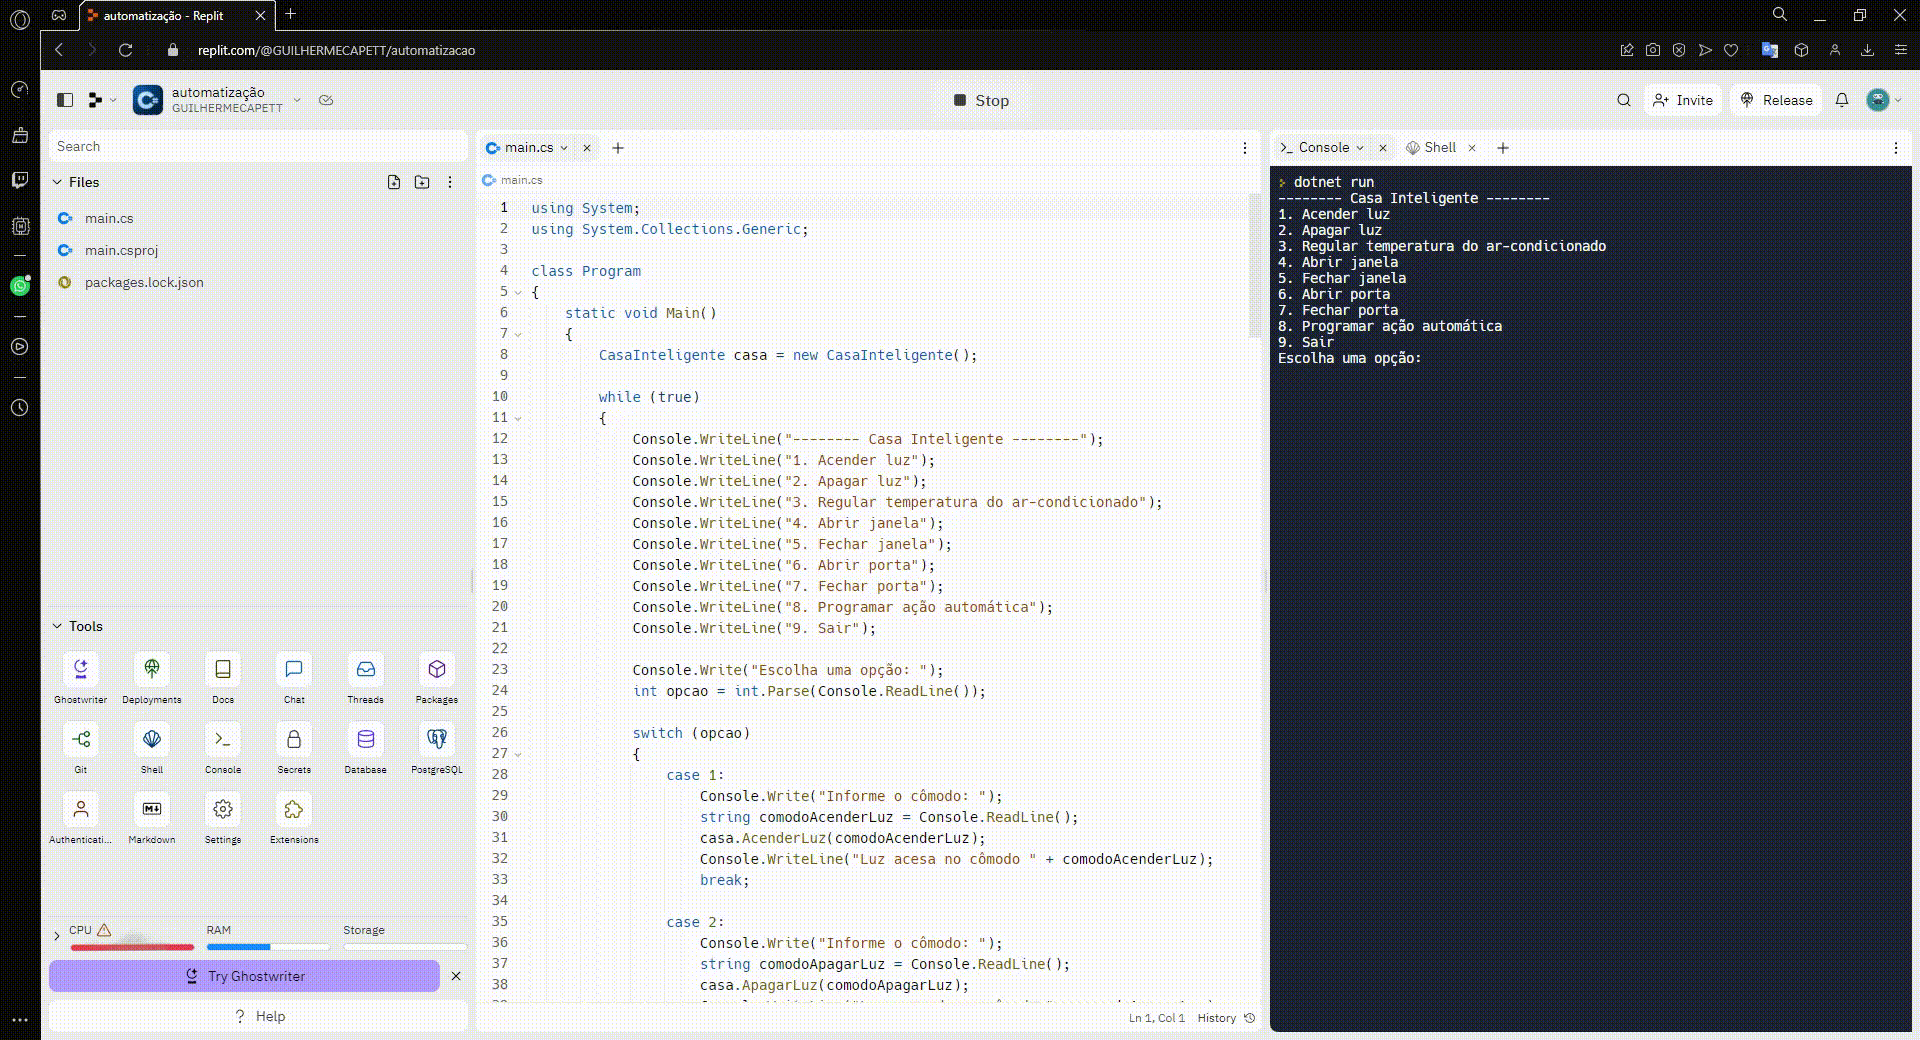 automatização - Replit
replit.com/@GUILHERMECAPETT/automatizacao
automatização
GUILHERMECAPETT
Stop
Invite
Release
Search
Files
main.cs
main.csproj
packages.lock.json
Tools
Ghostwriter Deployments Docs Chat Threads Packages
Git Shell Console Secrets Database PostgreSQL
Authenticati... Markdown Settings Extensions
CPU RAM Storage
Try Ghostwriter
? Help
main.cs
main.cs
1 using System;
2 using System.Collections.Generic;
3
4 class Program
5 {
6 static void Main()
7 {
8 CasaInteligente casa = new CasaInteligente();
9
10 while (true)
11 {
12 Console.WriteLine("-------- Casa Inteligente --------");
13 Console.WriteLine("1. Acender luz");
14 Console.WriteLine("2. Apagar luz");
15 Console.WriteLine("3. Regular temperatura do ar-condicionado");
16 Console.WriteLine("4. Abrir janela");
17 Console.WriteLine("5. Fechar janela");
18 Console.WriteLine("6. Abrir porta");
19 Console.WriteLine("7. Fechar porta");
20 Console.WriteLine("8. Programar ação automática");
21 Console.WriteLine("9. Sair");
22
23 Console.Write("Escolha uma opção: ");
24 int opcao = int.Parse(Console.ReadLine());
25
26 switch (opcao)
27 {
28 case 1:
29 Console.Write("Informe o cômodo: ");
30 string comodoAcenderLuz = Console.ReadLine();
31 casa.AcenderLuz(comodoAcenderLuz);
32 Console.WriteLine("Luz acesa no cômodo " + comodoAcenderLuz);
33 break;
34
35 case 2:
36 Console.Write("Informe o cômodo: ");
37 string comodoApagarLuz = Console.ReadLine();
38 casa.ApagarLuz(comodoApagarLuz);
Ln 1, Col 1 History
Console
Shell
dotnet run
-------- Casa Inteligente --------
1. Acender luz
2. Apagar luz
3. Regular temperatura do ar-condicionado
4. Abrir janela
5. Fechar janela
6. Abrir porta
7. Fechar porta
8. Programar ação automática
9. Sair
Escolha uma opção: